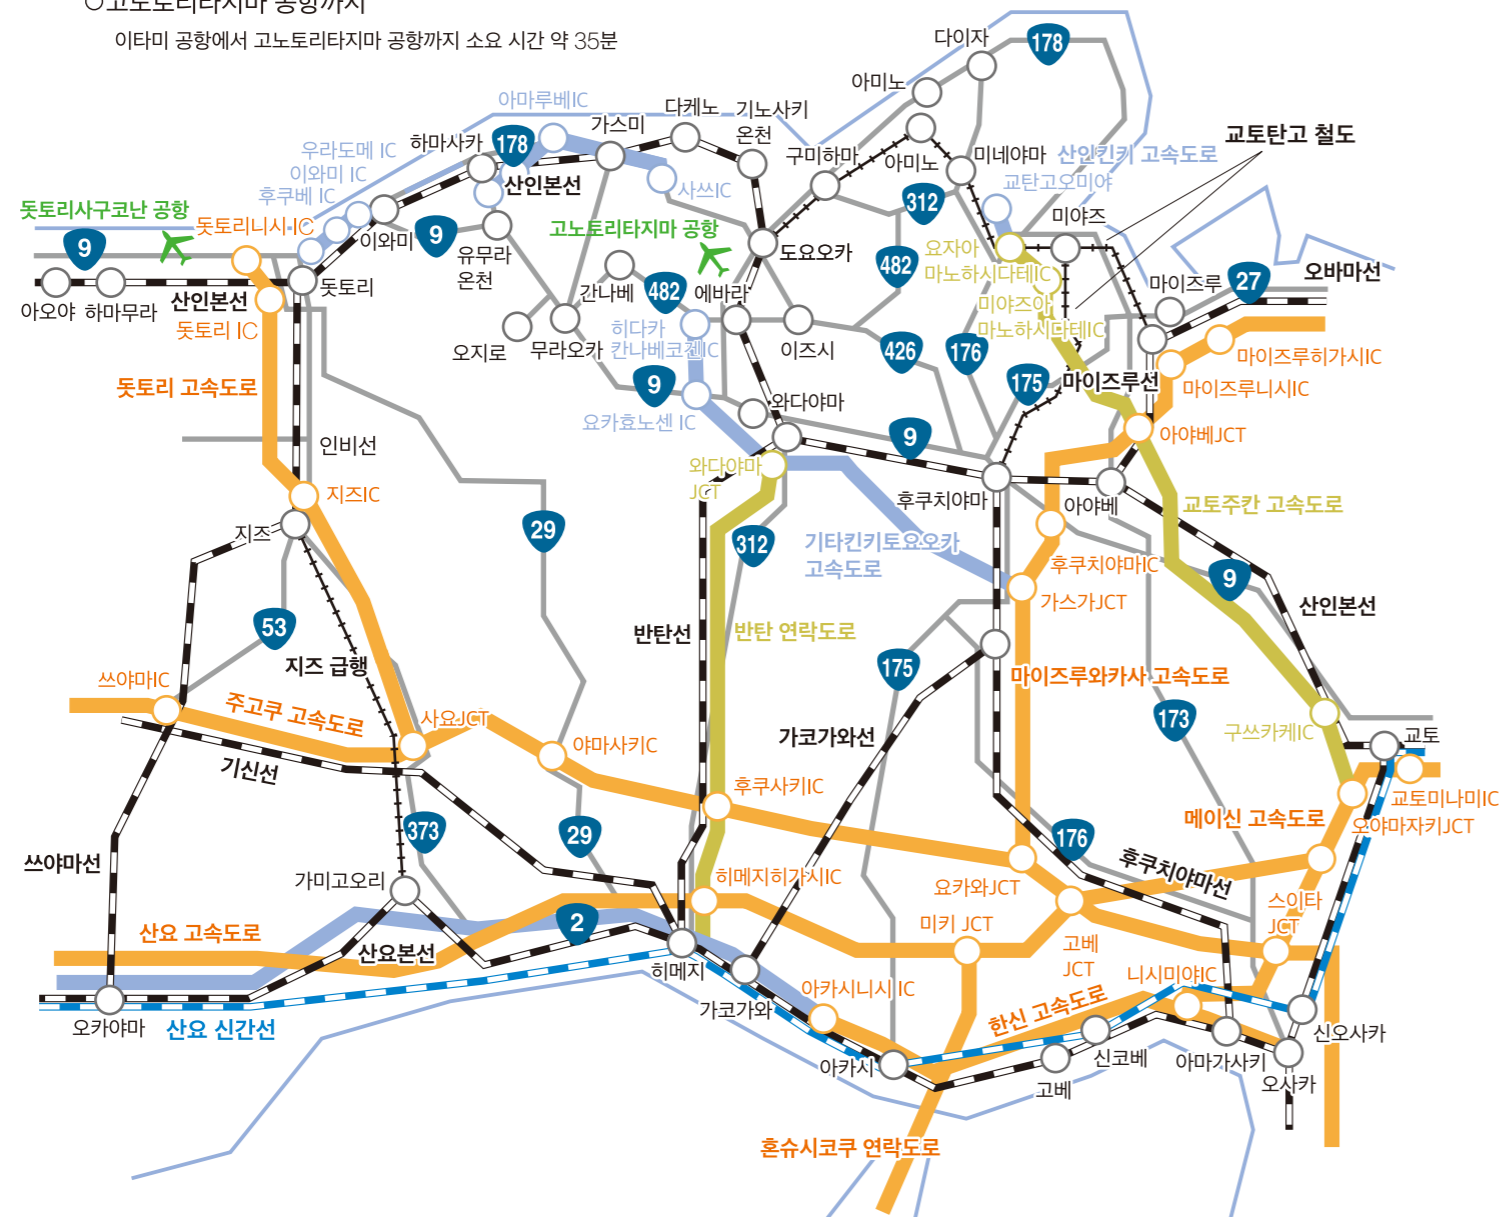 ○고노토리타지마 공항까지
이타미 공항에서 고노토리타지마 공항까지 소요 시간 약 35분
다이자
178
아미노
아마루베IC
다케노
기노사키
온천
가스미
하마사카
178
우라도메 IC
이와미 IC
후쿠베 IC
산인본선
사쓰IC
구미하마
아미노
미네야마
산인킨키 고속도로
교토탄고 철도
교탄고오미야
312
미야즈
돗토리사구코난 공항
9
돗토리니시 IC
이와미
9
유무라
온천
고노토리타지마 공항
도요오카
482
요자아
마노하시다테IC
미야즈아
마노하시다테IC
마이즈루
27
오바마선
아오야
하마무라
산인본선
돗토리
돗토리 IC
간나베
482
에바라
히다카
칸나베코겐IC
오지로
무라오카
이즈시
426
176
175
마이즈루선
마이즈루히가시IC
마이즈루니시IC
돗토리 고속도로
9
요카효노센 IC
와다야마
9
아야베JCT
인비선
와다야마
JCT
후쿠치야마
아야베
교토주칸 고속도로
지즈IC
지즈
29
312
기타킨키토요오카
고속도로
후쿠치야마IC
가스가JCT
9
산인본선
53
지즈 급행
반탄선
반탄 연락도로
175
마이즈루와카사 고속도로
쓰야마IC
주고쿠 고속도로
사요JCT
야마사키C
가코가와선
173
구쓰카케IC
교토
기신선
후쿠사키IC
교토미나미IC
메이신 고속도로
오야마자키JCT
373
29
176
쓰야마선
가미고오리
히메지히가시IC
요카와JCT
후쿠치야마선
스이타
JCT
산요 고속도로
2
산요본선
미키 JCT
고베
JCT
히메지
니시미야IC
아카시니시 IC
오카야마
산요 신간선
가코가와
한신 고속도로
신오사카
아카시
신코베
아마가사키
고베
오사카
혼슈시코쿠 연락도로